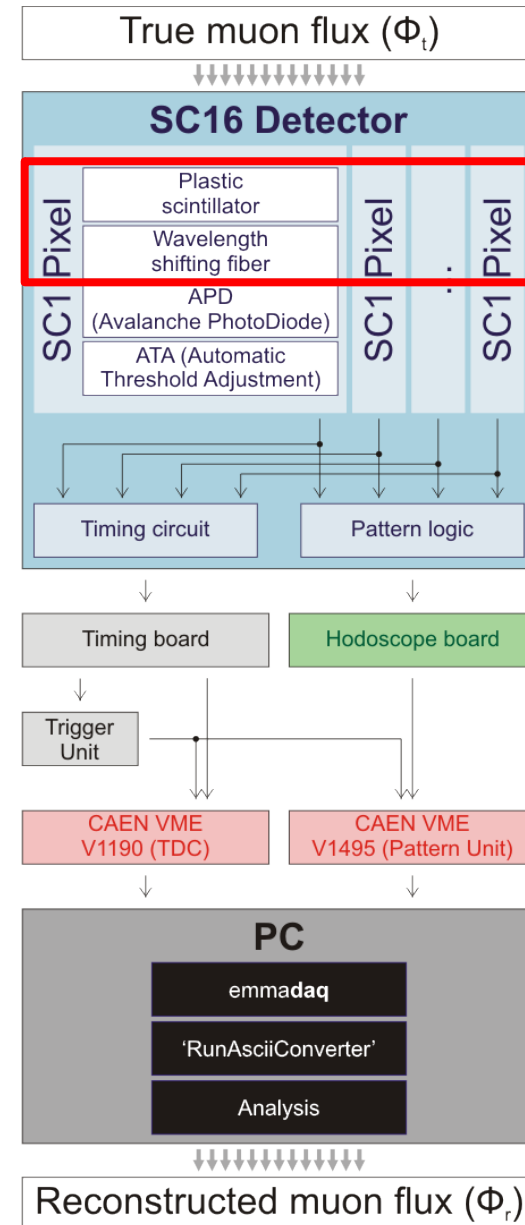 True muon flux (Φt)
SC16 Detector
SC1 Pixel
Plastic
scintillator
Wavelength
shifting fiber
APD
(Avalanche PhotoDiode)
ATA (Automatic
Threshold Adjustment)
SC1 Pixel
...
SC1 Pixel
Timing circuit
Pattern logic
Timing board
Hodoscope board
Trigger
Unit
CAEN VME
V1190 (TDC)
CAEN VME
V1495 (Pattern Unit)
PC
emmadaq
‘RunAsciiConverter’
Analysis
Reconstructed muon flux (Φr)